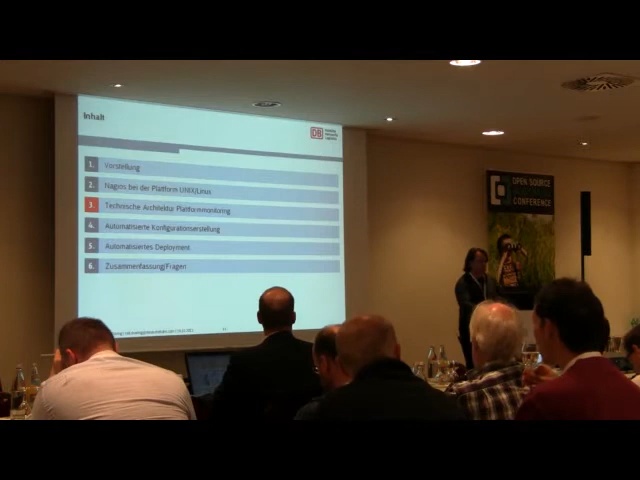 Inhalt
DB
1. Vorstellung
2. Nagios bei der Plattform UNIX/Linux
3. Technische Architektur Plattformmonitoring
4. Automatisierte Konfigurationserstellung
5. Automatisiertes Deployment
6. Zusammenfassung/Fragen
OPEN SOURCE
CONFERENCE